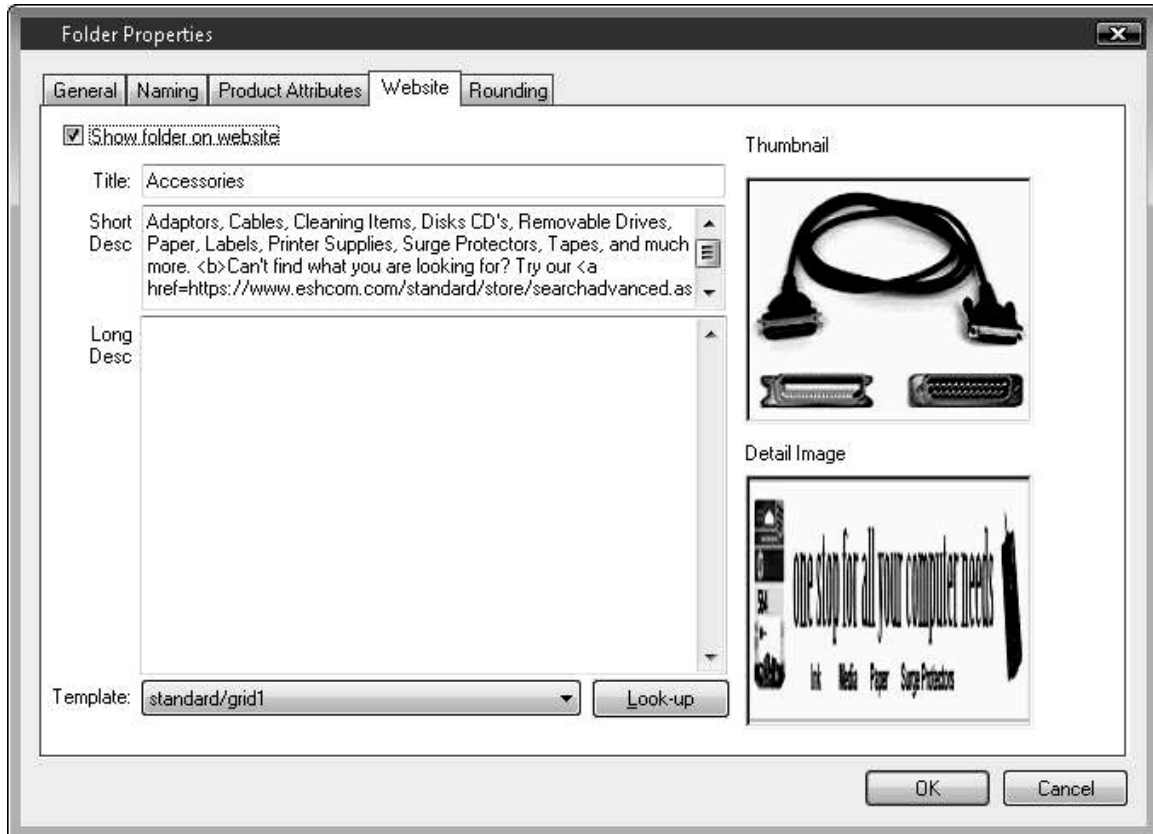 Folder Properties
General Naming Product Attributes Website Rounding
Show folder on website
Title: Accessories
Short Desc
Adaptors, Cables, Cleaning Items, Disks CD's, Removable Drives,
Paper, Labels, Printer Supplies, Surge Protectors, Tapes, and much
more. <b>Can't find what you are looking for? Try our <a
href=https://www.eshcom.com/standard/store/searchadvanced.as
Long Desc
Template: standard/grid1 Look-up
Thumbnail
Detail Image
one stop for all your computer needs
Ink Media Paper Surge Protectors
OK Cancel